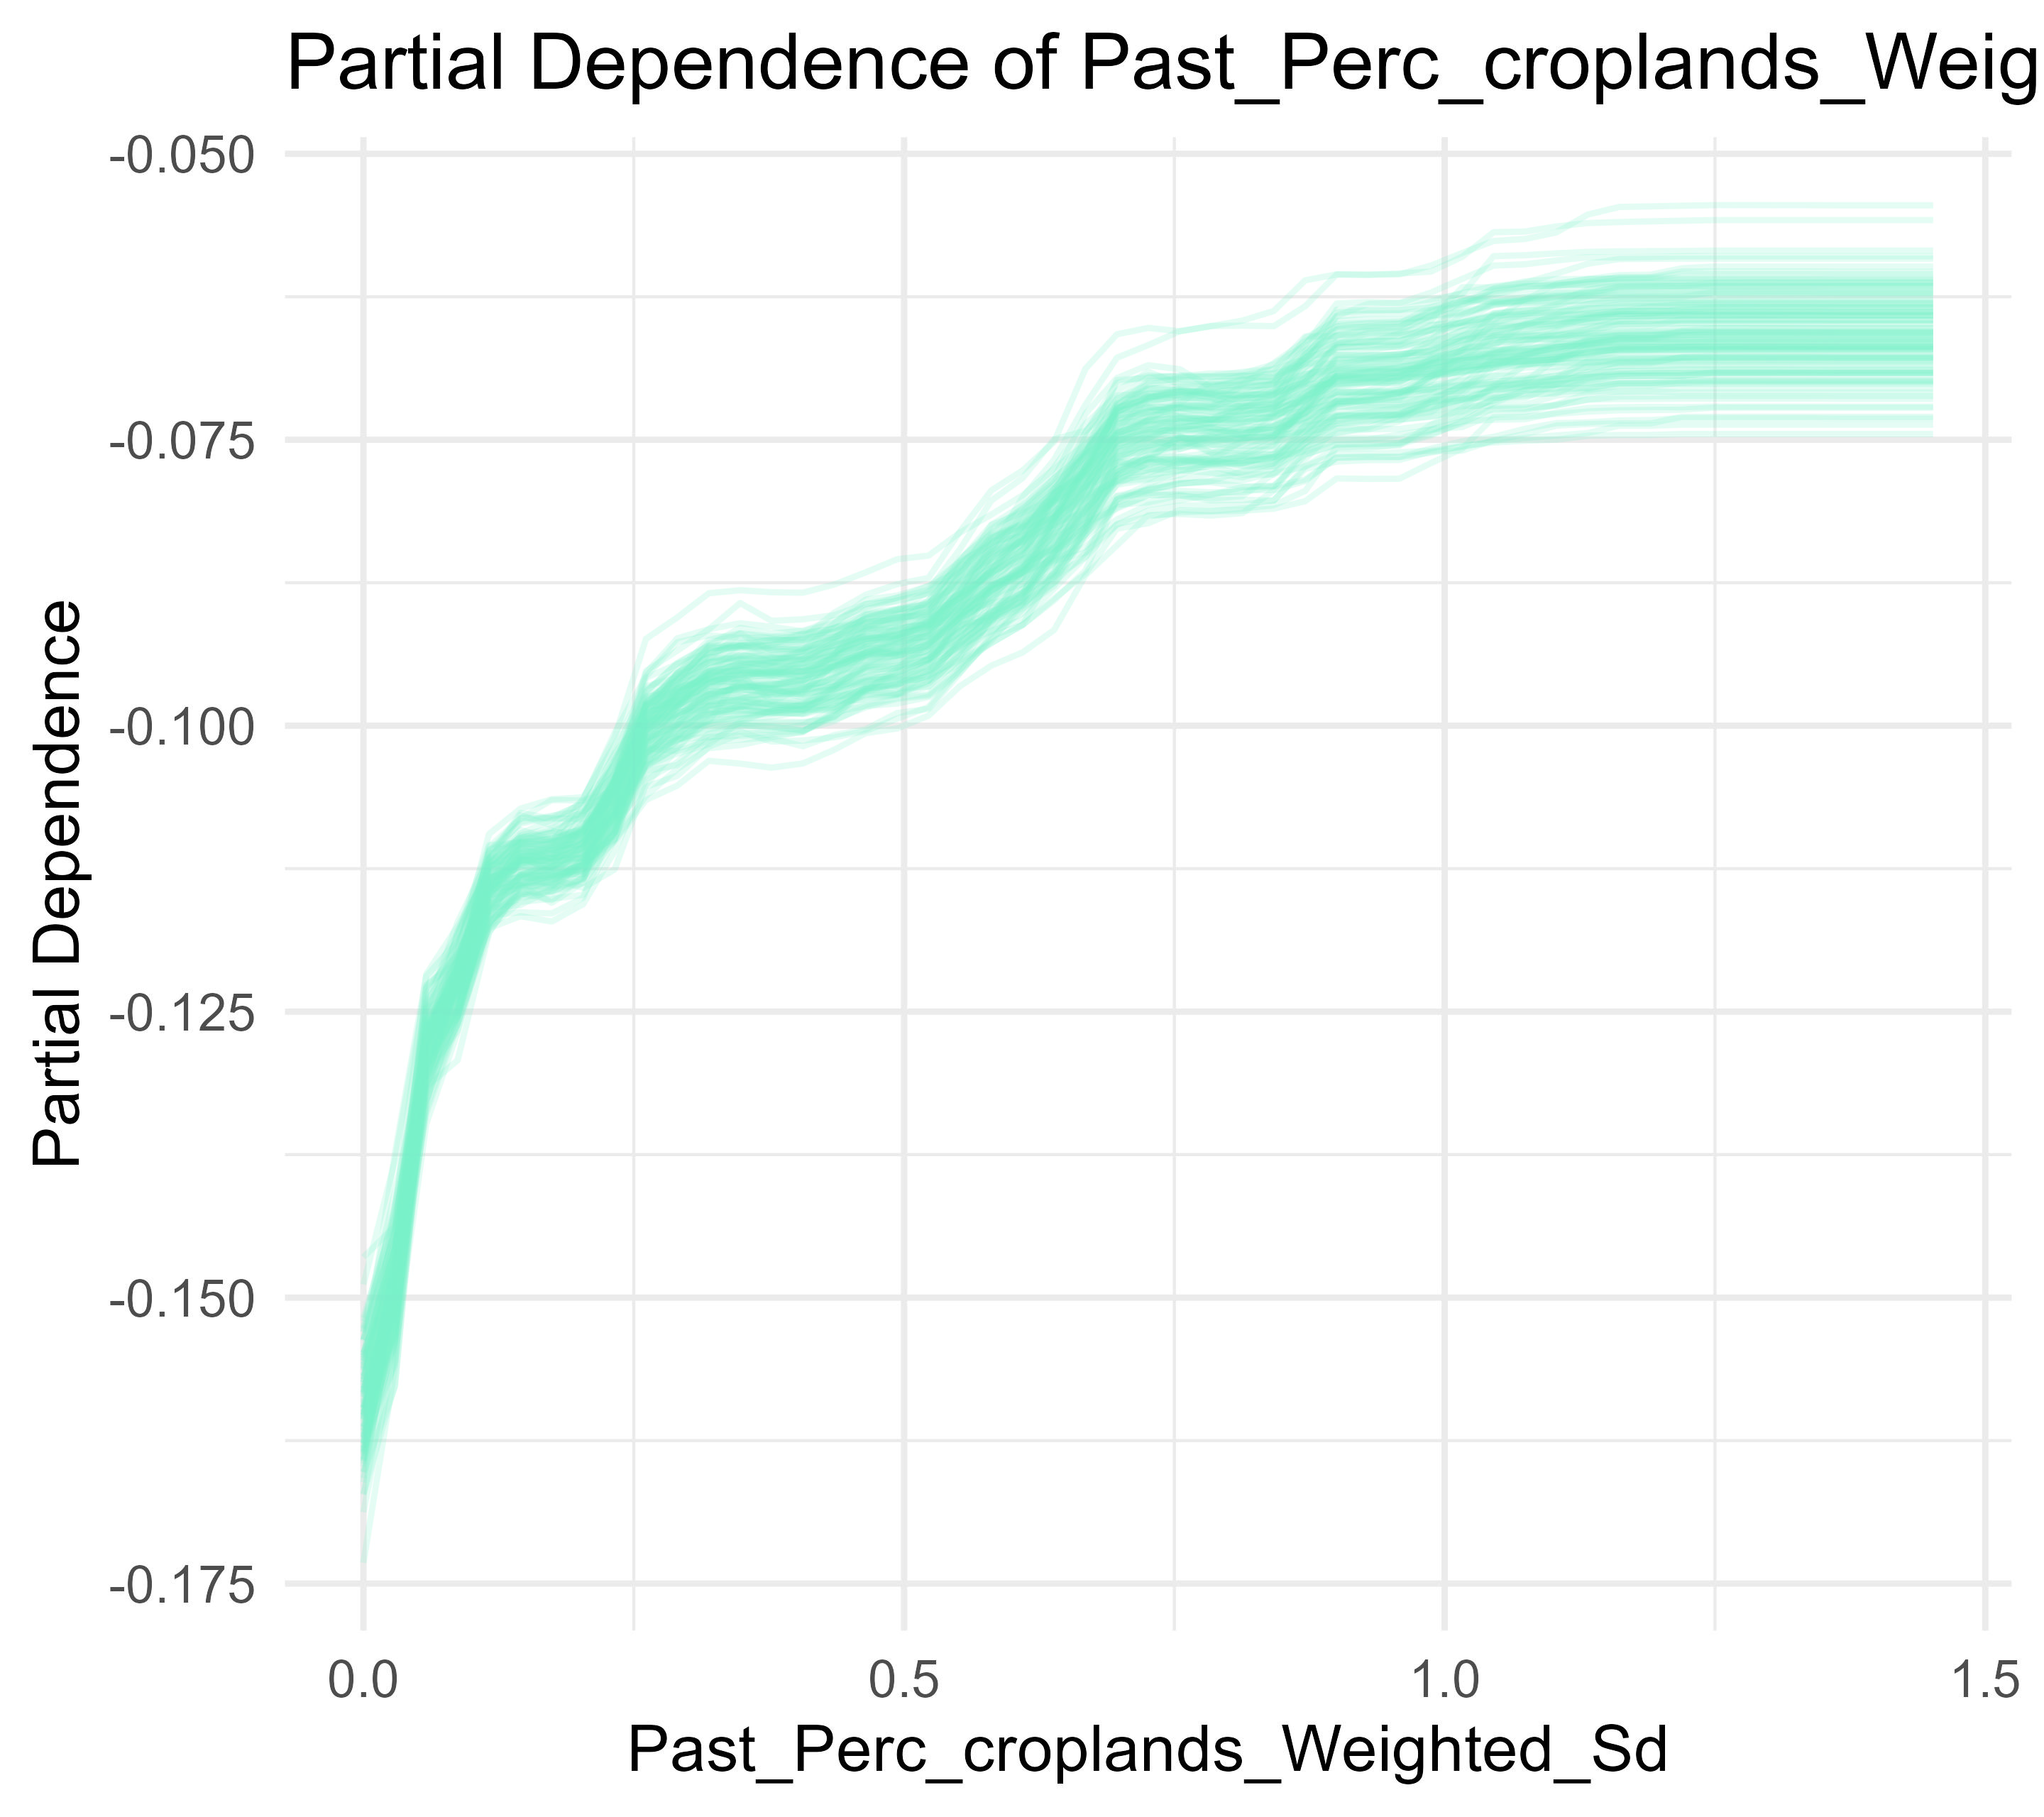 Partial Dependence of Past_Perc_croplands_Weig
-0.050
-0.075
-0.100
-0.125
-0.150
-0.175
Partial Dependence
0.0 0.5 1.0 1.5
Past_Perc_croplands_Weighted_Sd